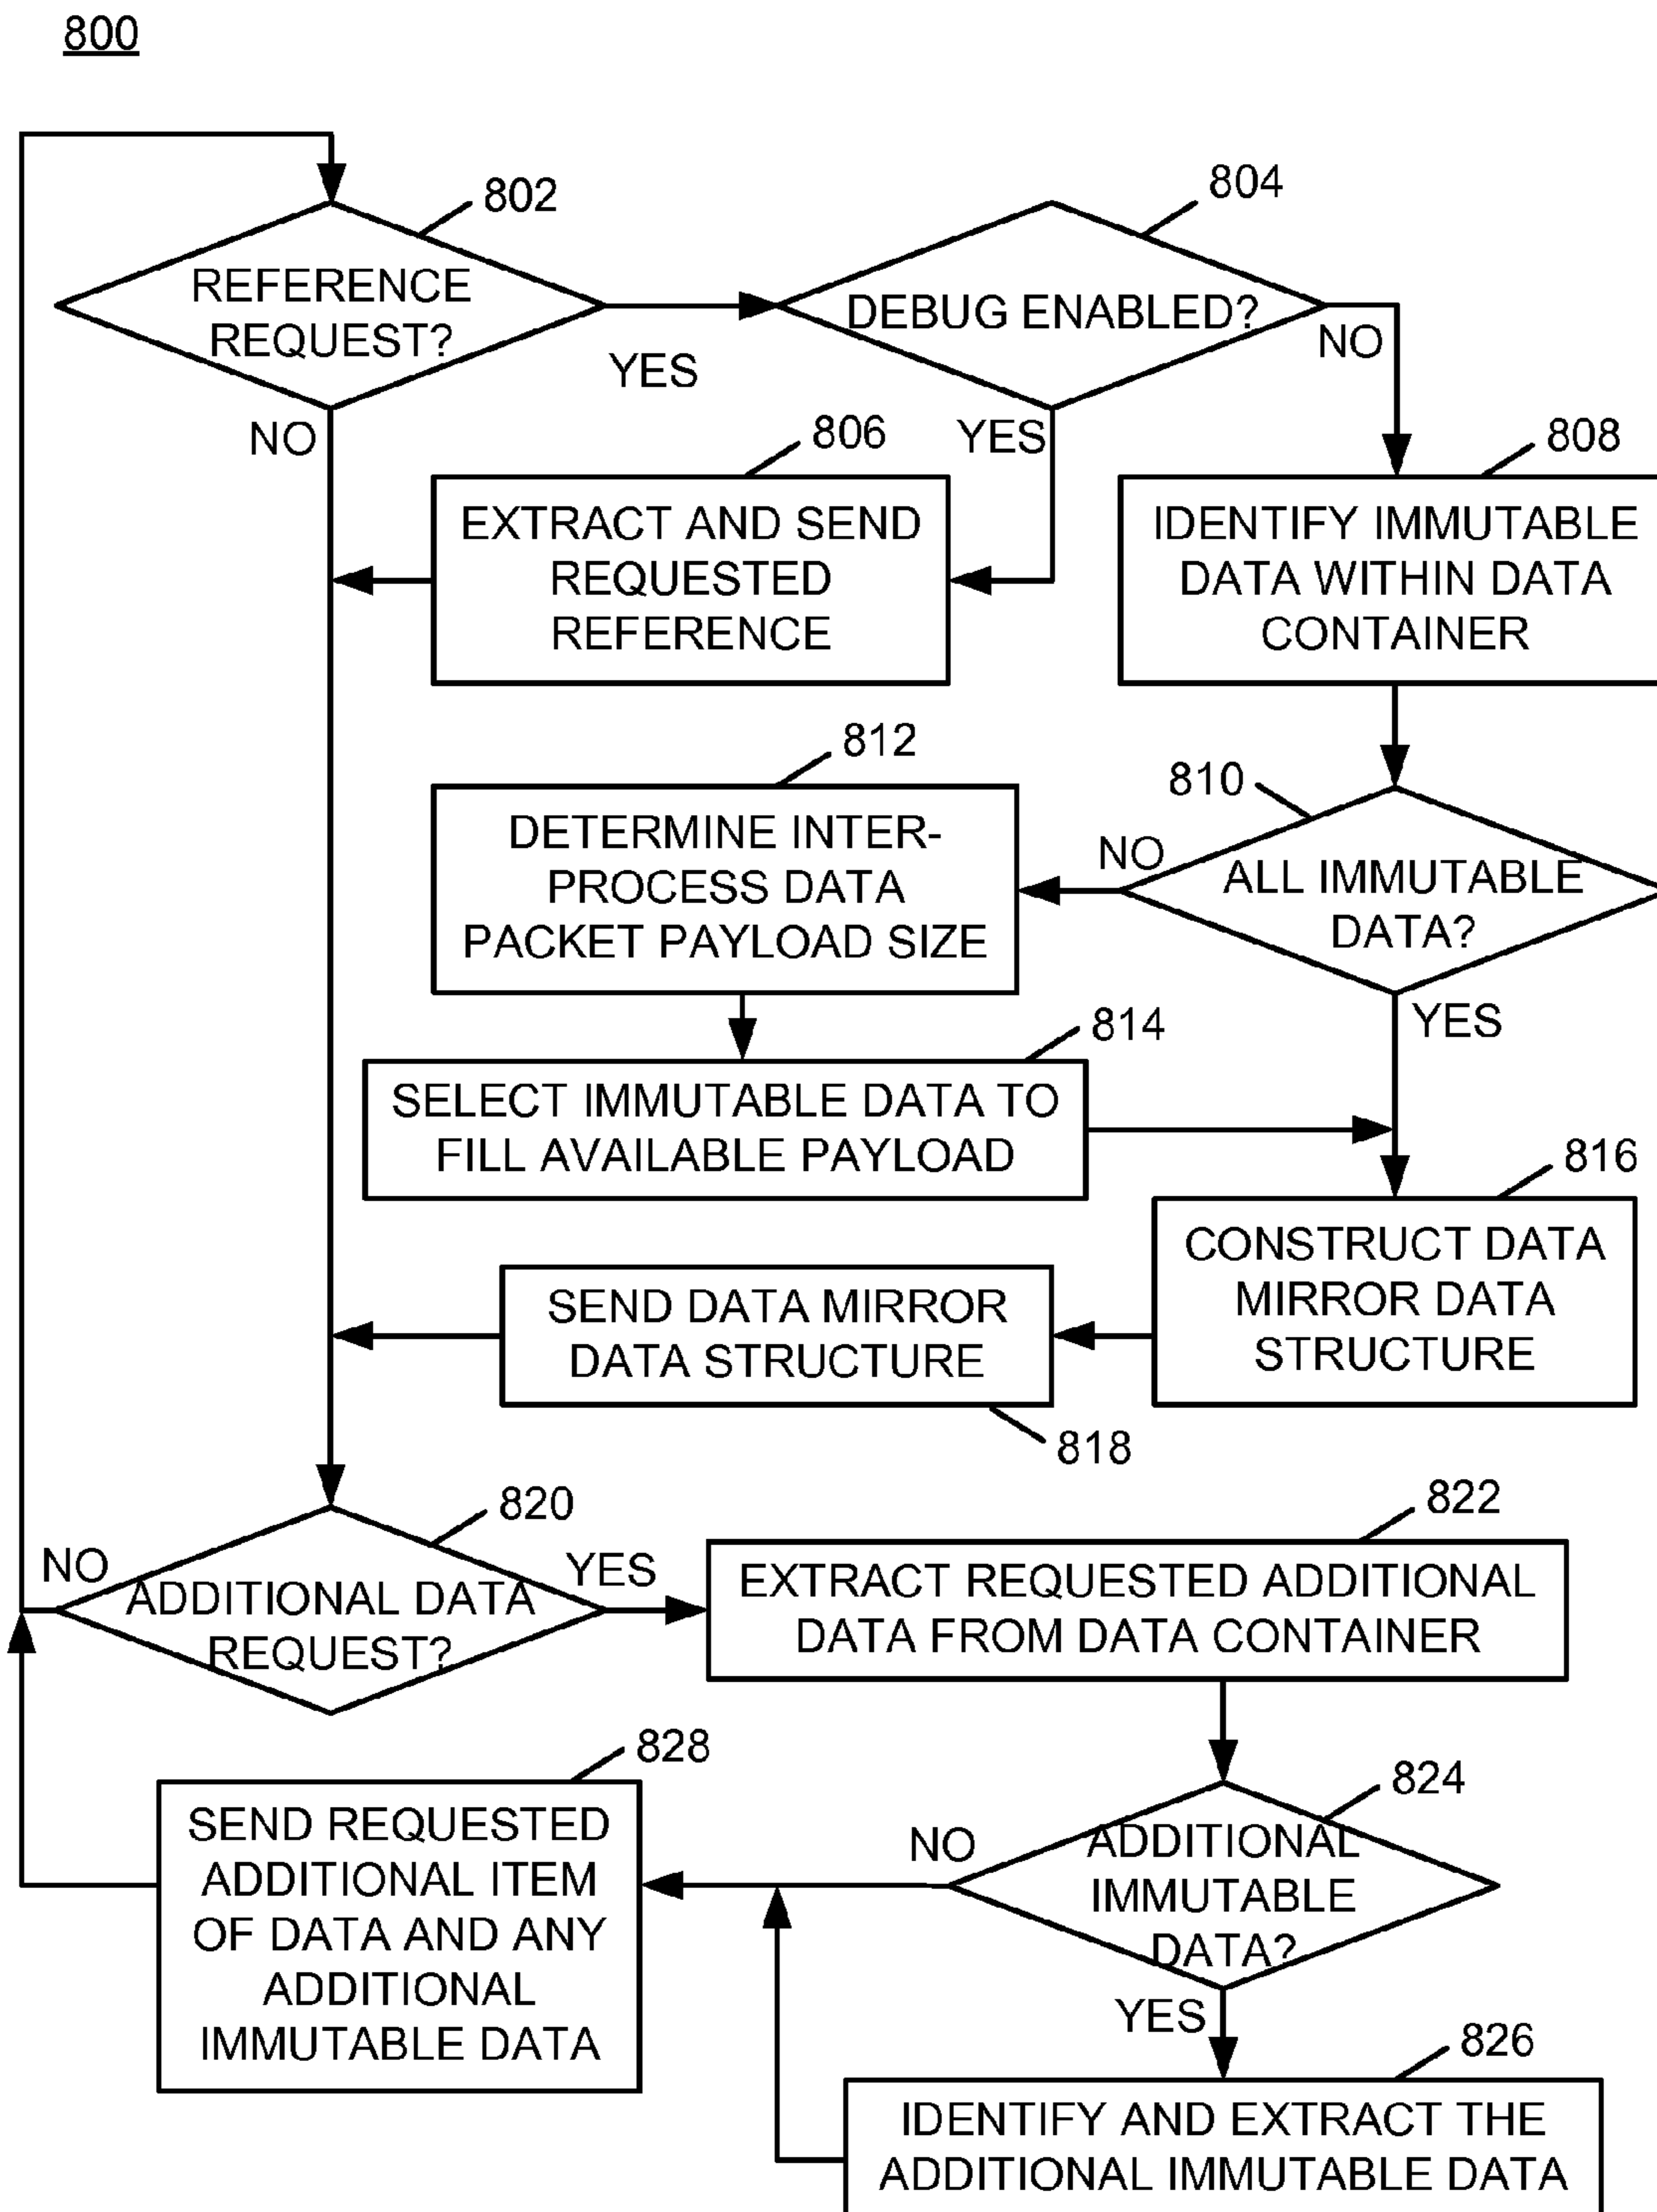 800
802
REFERENCE
REQUEST?
YES
NO
804
DEBUG ENABLED?
NO
YES
806
EXTRACT AND SEND
REQUESTED
REFERENCE
808
IDENTIFY IMMUTABLE
DATA WITHIN DATA
CONTAINER
810
ALL IMMUTABLE
DATA?
NO
YES
812
DETERMINE INTER-
PROCESS DATA
PACKET PAYLOAD SIZE
814
SELECT IMMUTABLE DATA TO
FILL AVAILABLE PAYLOAD
816
CONSTRUCT DATA
MIRROR DATA
STRUCTURE
SEND DATA MIRROR
DATA STRUCTURE
818
820
NO
ADDITIONAL DATA
REQUEST?
YES
822
EXTRACT REQUESTED ADDITIONAL
DATA FROM DATA CONTAINER
824
ADDITIONAL
IMMUTABLE
DATA?
NO
YES
826
IDENTIFY AND EXTRACT THE
ADDITIONAL IMMUTABLE DATA
828
SEND REQUESTED
ADDITIONAL ITEM
OF DATA AND ANY
ADDITIONAL
IMMUTABLE DATA